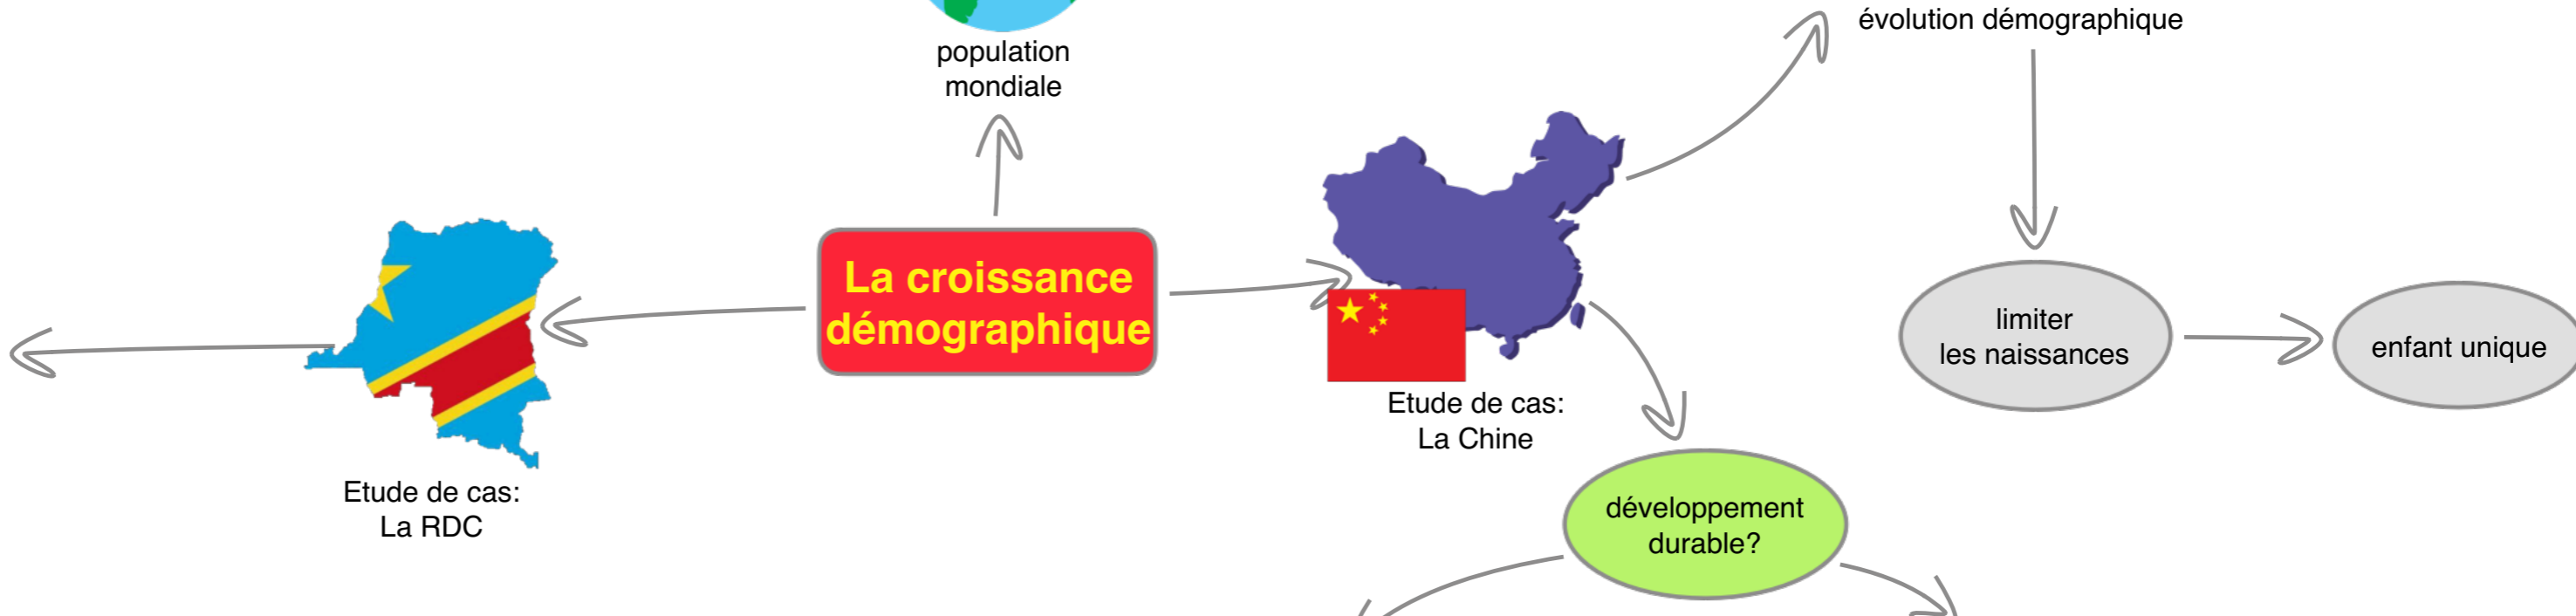 évolution démographique
population
mondiale
La croissance
démographique
limiter
les naissances
enfant unique
Etude de cas:
La Chine
Etude de cas:
La RDC
développement
durable?